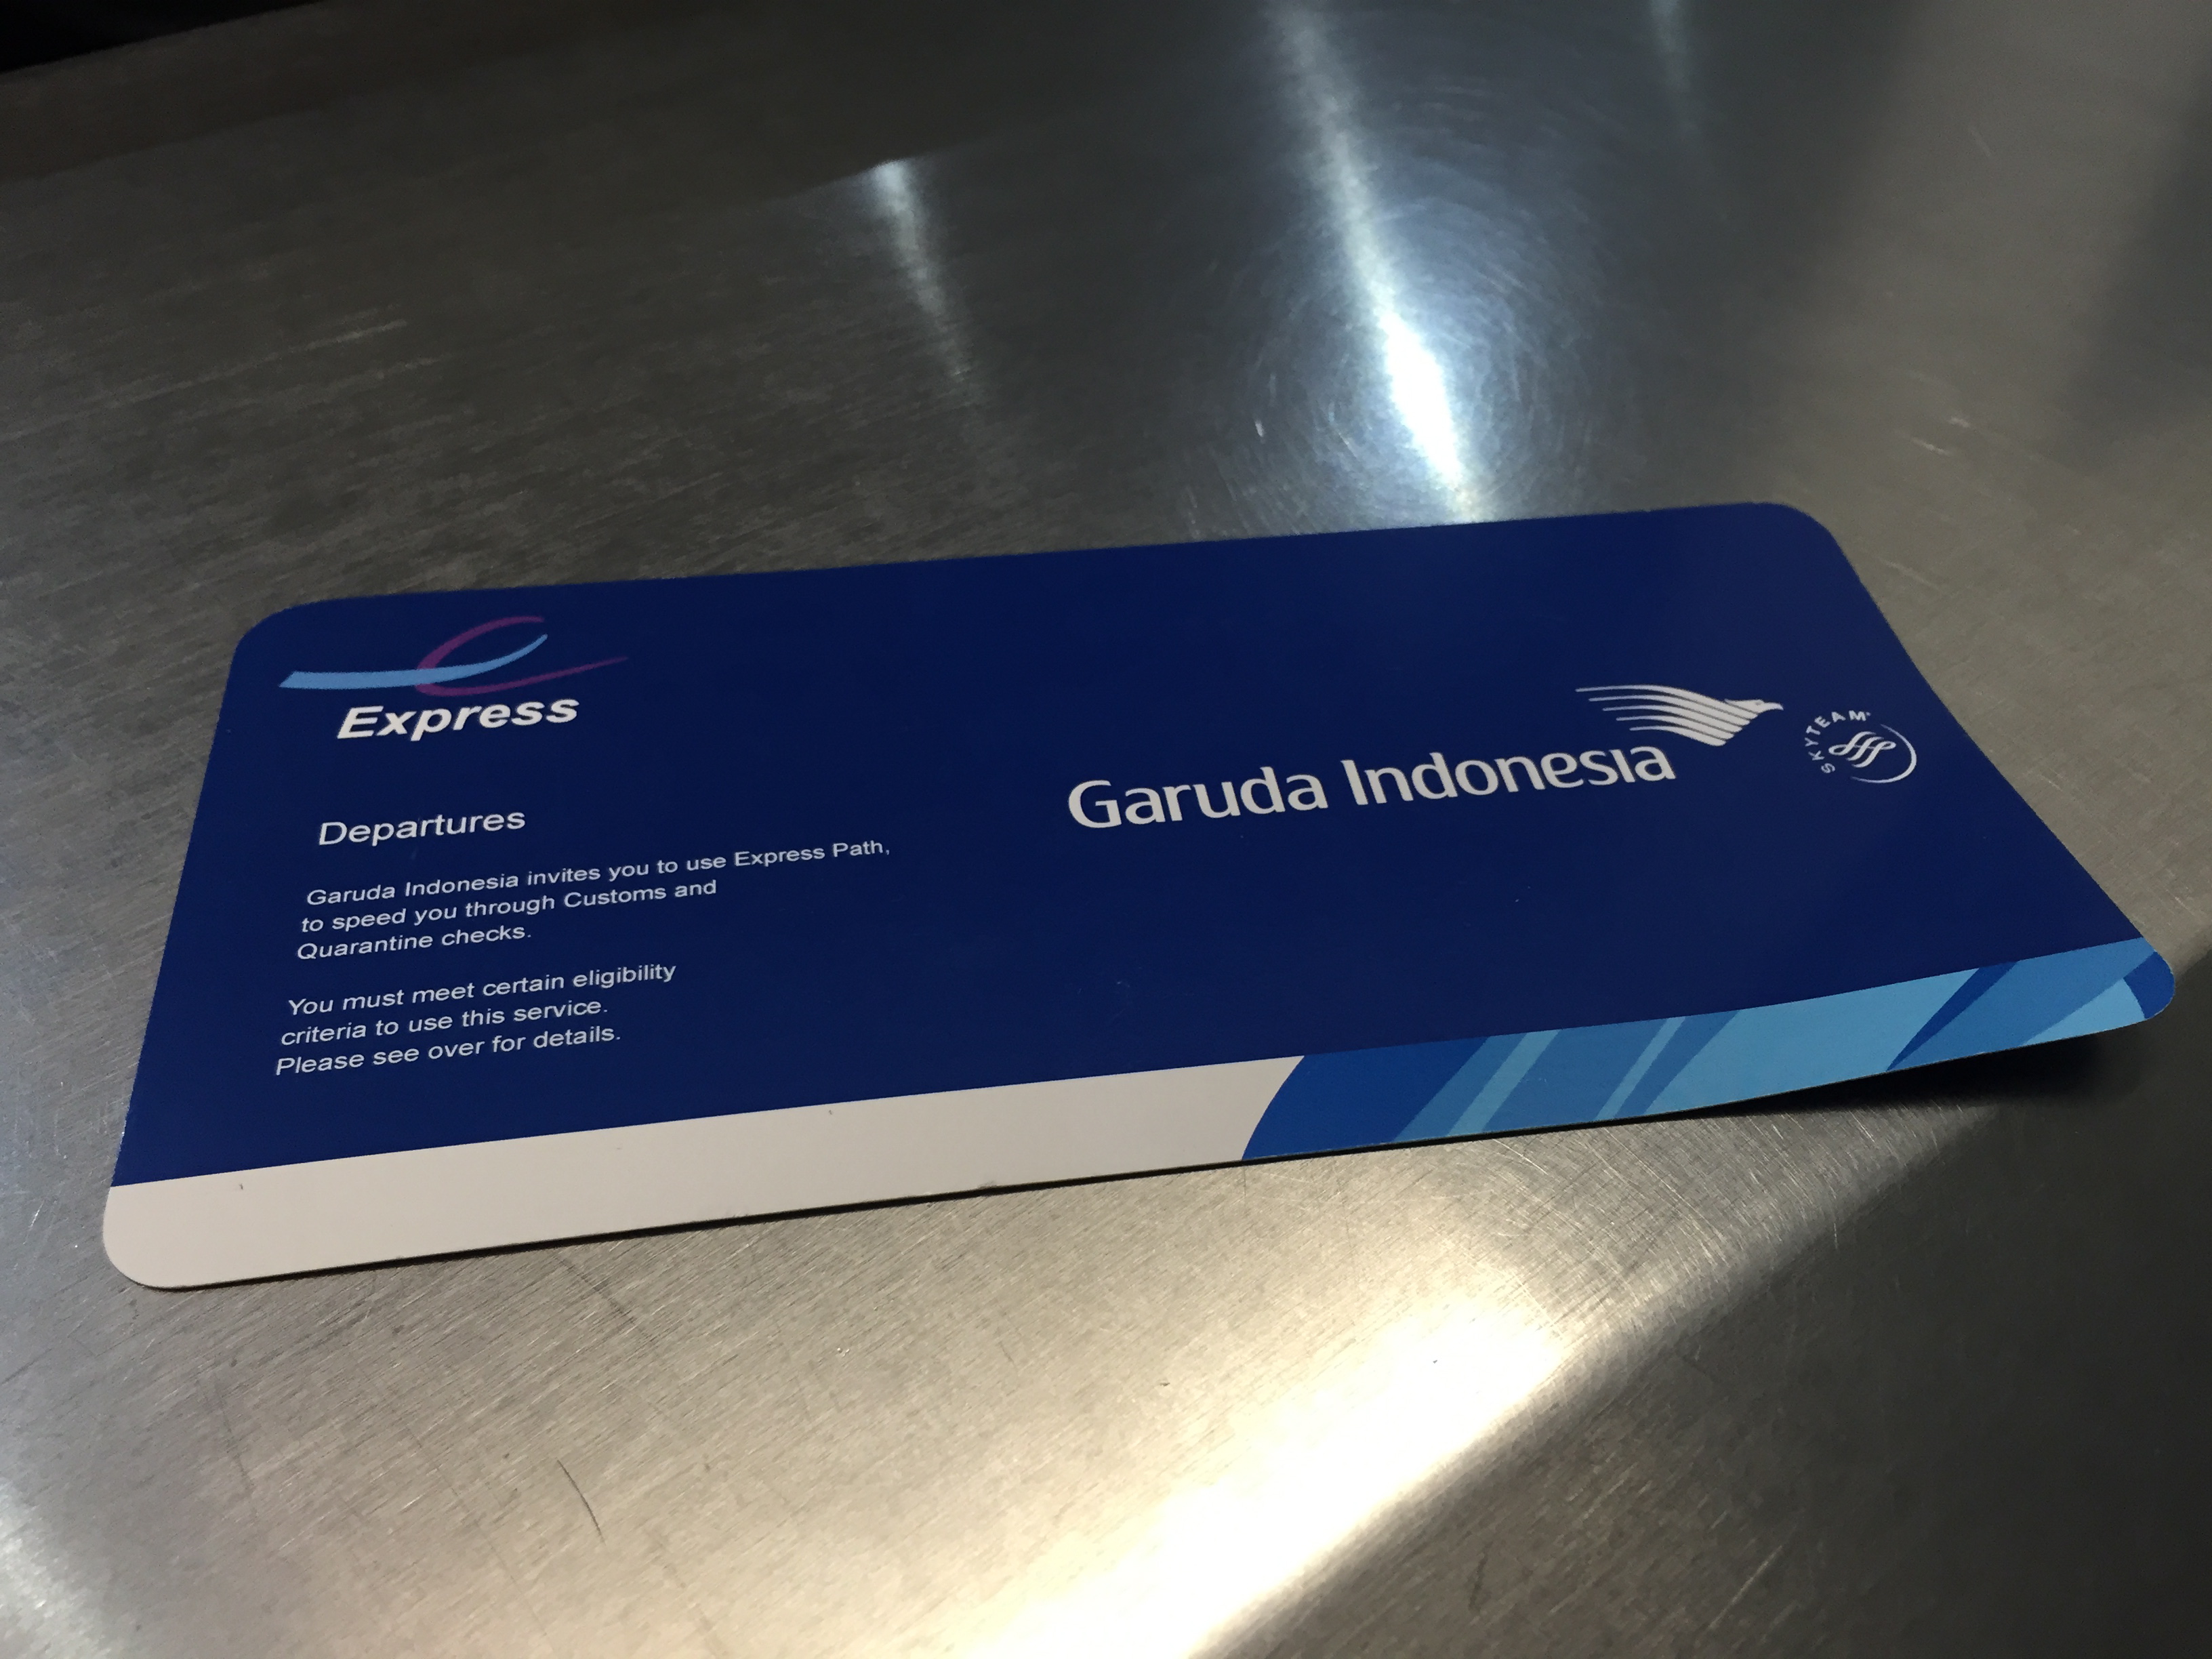 Express
Departures
Garuda Indonesia invites you to use Express Path,
to speed you through Customs and
Quarantine checks.
You must meet certain eligibility
criteria to use this service.
Please see over for details.
Garuda Indonesia
SKYTEAM